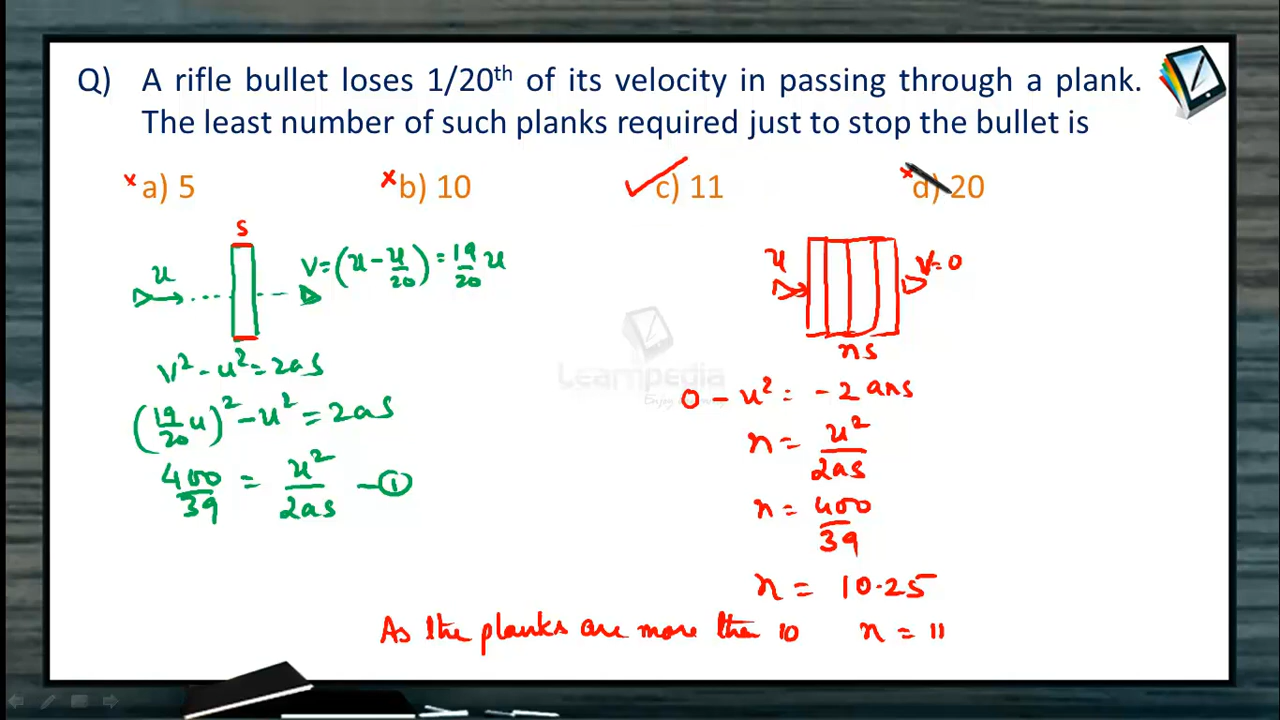 Q) A rifle bullet loses 1/20th of its velocity in passing through a plank.
The least number of such planks required just to stop the bullet is
× a) 5 × b) 10 ✓ c) 11 × d) 20
s
u
V = (u - u/20) = 19/20 u
u
V = 0
ns
V² - u² = 2as
(19/20 u)² - u² = 2as
400/39 = u²/2as — ①
0 - u² = -2ans
n = u²/2as
n = 400/39
n = 10.25
As the planks are more than 10 n = 11
Learnpedia